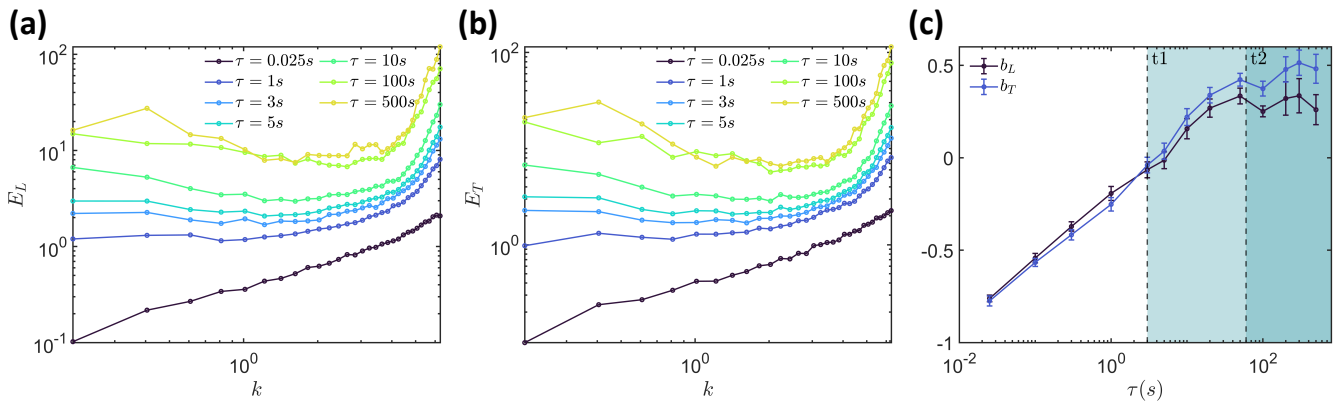 (a)
10^2
10^1
10^0
10^-1
E_L
10^0
k
τ = 0.025s
τ = 1s
τ = 3s
τ = 5s
τ = 10s
τ = 100s
τ = 500s
(b)
10^2
10^0
E_T
10^0
k
τ = 0.025s
τ = 1s
τ = 3s
τ = 5s
τ = 10s
τ = 100s
τ = 500s
(c)
0.5
0
-0.5
-1
b_L
b_T
t1
t2
10^-2
10^0
10^2
τ(s)